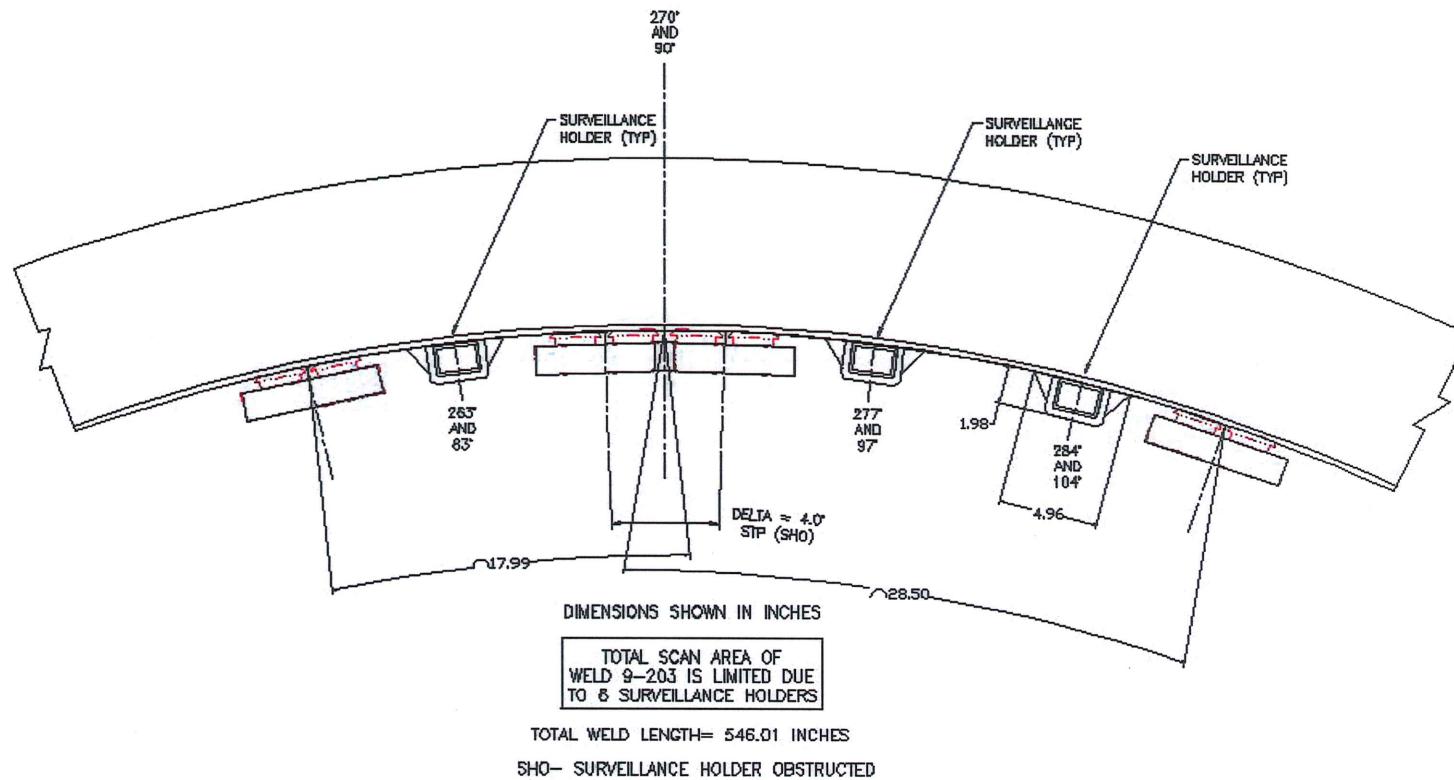 270°
AND
90°
SURVEILLANCE
HOLDER (TYP)
SURVEILLANCE
HOLDER (TYP)
SURVEILLANCE
HOLDER (TYP)
263°
AND
83°
277°
AND
97°
1.98
284°
AND
104°
4.96
DELTA = 4.0°
STP (SHO)
17.99
28.50
DIMENSIONS SHOWN IN INCHES
TOTAL SCAN AREA OF
WELD 9-203 IS LIMITED DUE
TO 6 SURVEILLANCE HOLDERS
TOTAL WELD LENGTH= 546.01 INCHES
SHO- SURVEILLANCE HOLDER OBSTRUCTED